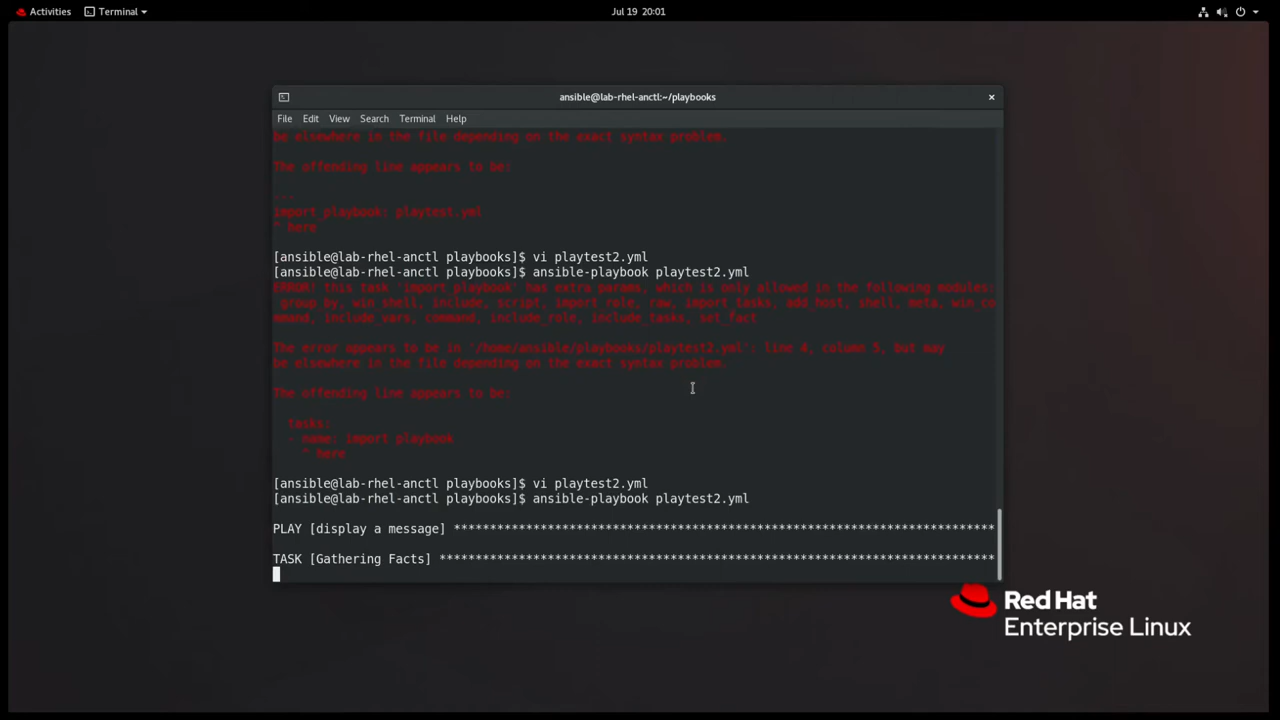 Activities Terminal Jul 19 20:01
ansible@lab-rhel-anctl:~/playbooks
File Edit View Search Terminal Help
be elsewhere in the file depending on the exact syntax problem.
The offending line appears to be:
---
import playbook: playtest.yml
^ here
[ansible@lab-rhel-anctl playbooks]$ vi playtest2.yml
[ansible@lab-rhel-anctl playbooks]$ ansible-playbook playtest2.yml
ERROR! this task 'import playbook' has extra params, which is only allowed in the following modules:
group_by, win_shell, include, script, import_role, raw, import_tasks, add_host, shell, meta, win_co
mmand, include_vars, command, include_role, include_tasks, set_fact
The error appears to be in '/home/ansible/playbooks/playtest2.yml': line 4, column 5, but may
be elsewhere in the file depending on the exact syntax problem.
The offending line appears to be:
tasks:
- name: import playbook
^ here
[ansible@lab-rhel-anctl playbooks]$ vi playtest2.yml
[ansible@lab-rhel-anctl playbooks]$ ansible-playbook playtest2.yml
PLAY [display a message] ***************************************************************************
TASK [Gathering Facts] *****************************************************************************
Red Hat
Enterprise Linux